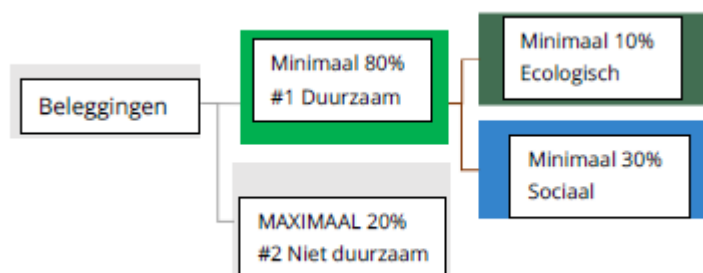 Beleggingen
Minimaal 80%
#1 Duurzaam
MAXIMAAL 20%
#2 Niet duurzaam
Minimaal 10%
Ecologisch
Minimaal 30%
Sociaal